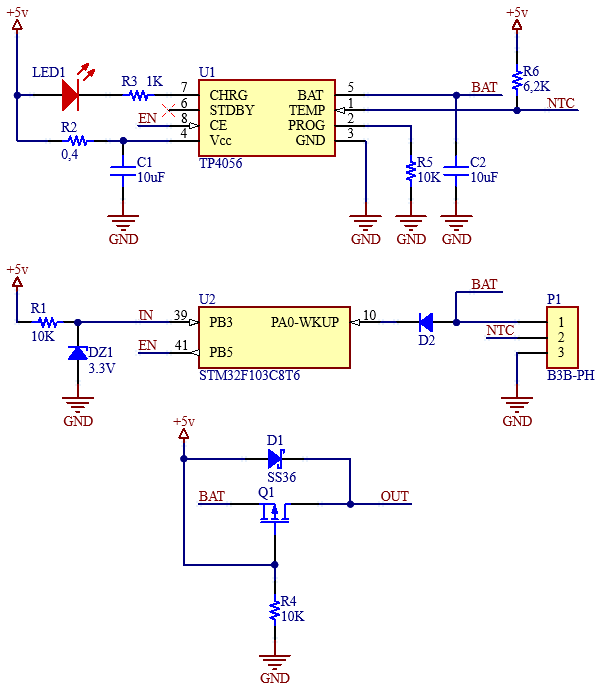 +5v
+5v
LED1
R3 1K
U1
R6
6,2K
7
CHRG
BAT
5
BAT
6
STDBY
TEMP
1
NTC
EN
8
CE
PROG
2
R2
4
Vcc
GND
3
0,4
TP4056
C1
10uF
R5
10K
C2
10uF
GND
GND
GND
GND
+5v
BAT
R1
IN
39
U2
PB3
PA0-WKUP
10
P1
1
10K
D2
NTC
2
EN
41
PB5
3
DZ1
3.3V
STM32F103C8T6
B3B-PH
GND
GND
+5v
D1
SS36
BAT
Q1
OUT
R4
10K
GND